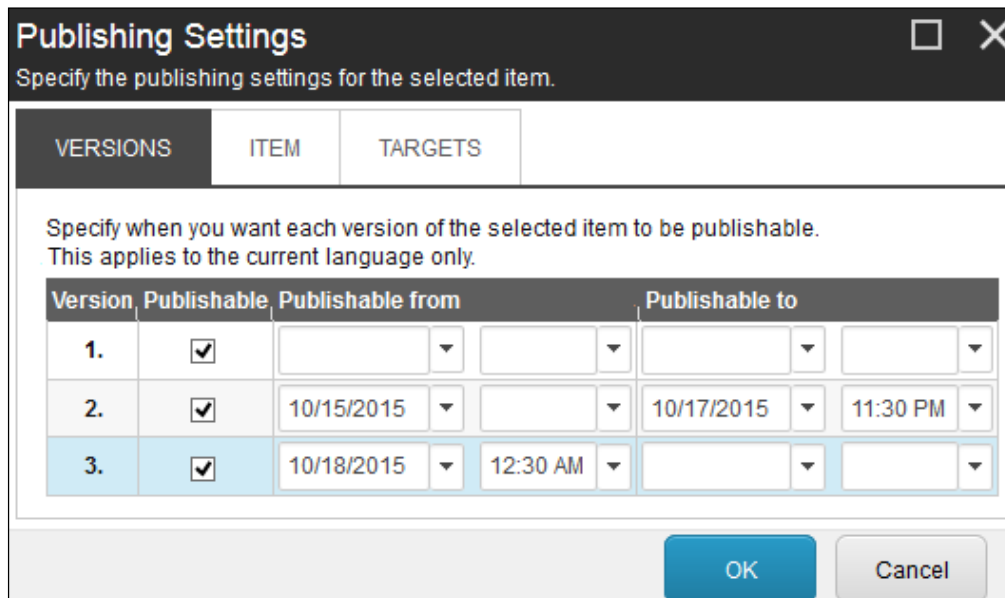 Publishing Settings
Specify the publishing settings for the selected item.
VERSIONS ITEM TARGETS
Specify when you want each version of the selected item to be publishable.
This applies to the current language only.
Version Publishable Publishable from Publishable to
1.
2. 10/15/2015 10/17/2015 11:30 PM
3. 10/18/2015 12:30 AM
OK Cancel